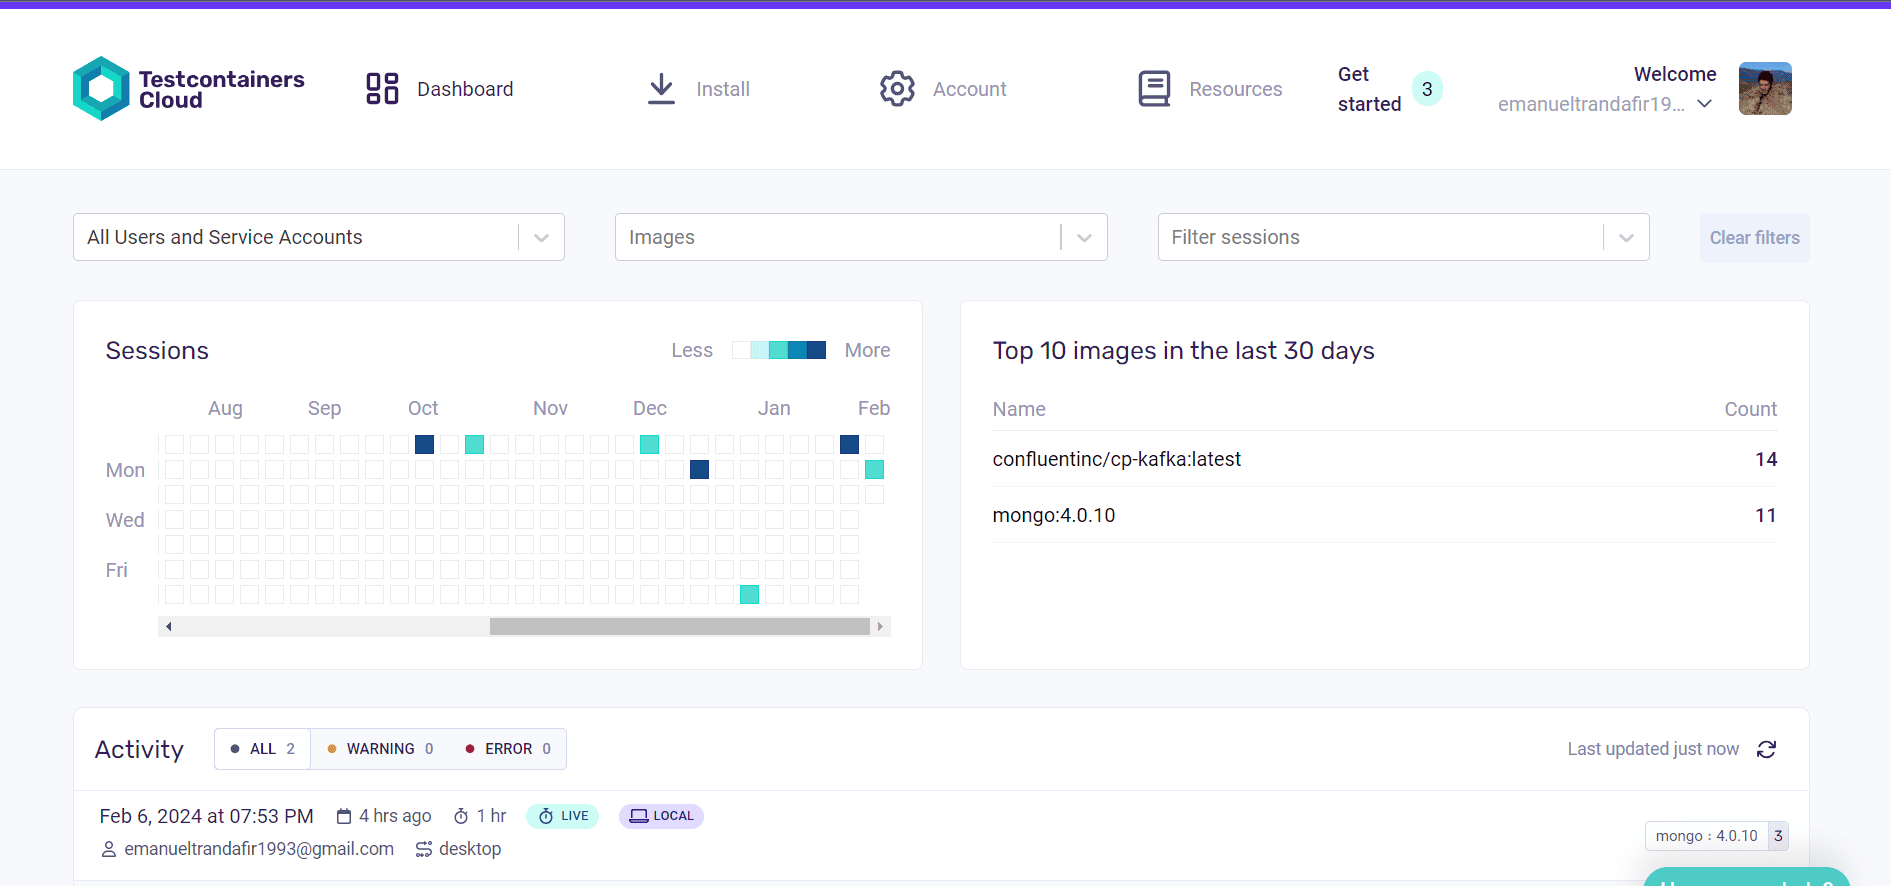 Testcontainers
Cloud
Dashboard
Install
Account
Resources
Get
started
3
Welcome
emanueltrandafir19...
All Users and Service Accounts
Images
Filter sessions
Clear filters
Sessions
Less
More
Aug Sep Oct Nov Dec Jan Feb
Mon
Wed
Fri
Top 10 images in the last 30 days
Name Count
confluentinc/cp-kafka:latest 14
mongo:4.0.10 11
Activity
ALL 2
WARNING 0
ERROR 0
Last updated just now
Feb 6, 2024 at 07:53 PM 4 hrs ago 1 hr LIVE LOCAL
emanueltrandafir1993@gmail.com desktop
mongo : 4.0.10 3